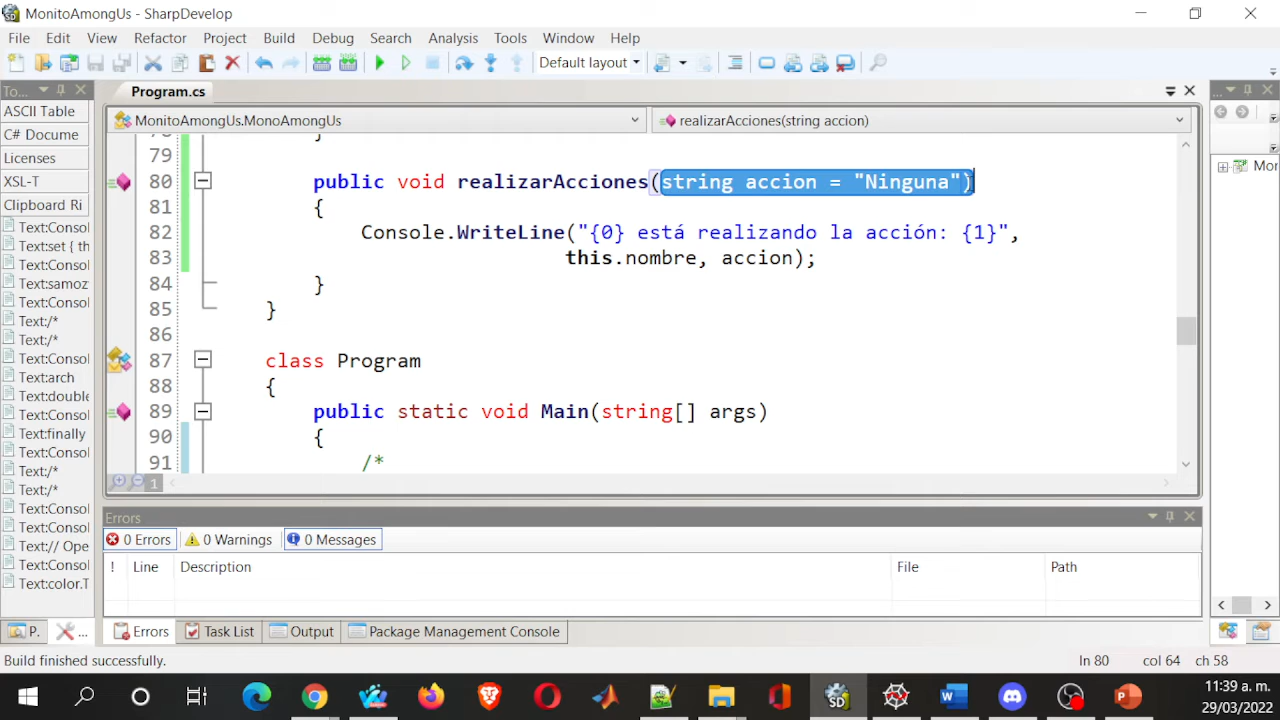 MonitoAmongUs - SharpDevelop
File Edit View Refactor Project Build Debug Search Analysis Tools Window Help
Default layout
To...
Program.cs
...
ASCII Table
C# Docume
Licenses
XSL-T
Clipboard Ri
Text:Consol
Text:set { th
Text:Consol
Text:samoz
Text:Consol
Text:/*
Text:/*
Text:Consol
Text:arch
Text:double
Text:Consol
Text:finally
Text:Consol
Text:/*
Text:/*
Text:Consol
Text:Consol
Text:// Ope
Text:Consol
Text:color.T
MonitoAmongUs.MonoAmongUs
realizarAcciones(string accion)
78 }
79
80 public void realizarAcciones(string accion = "Ninguna")
81 {
82 Console.WriteLine("{0} está realizando la acción: {1}",
83 this.nombre, accion);
84 }
85 }
86
87 class Program
88 {
89 public static void Main(string[] args)
90 {
91 /*
1
Mor
Errors
0 Errors 0 Warnings 0 Messages
! Line Description File Path
P. ...
Errors Task List Output Package Management Console
Build finished successfully.
ln 80 col 64 ch 58
11:39 a. m.
29/03/2022